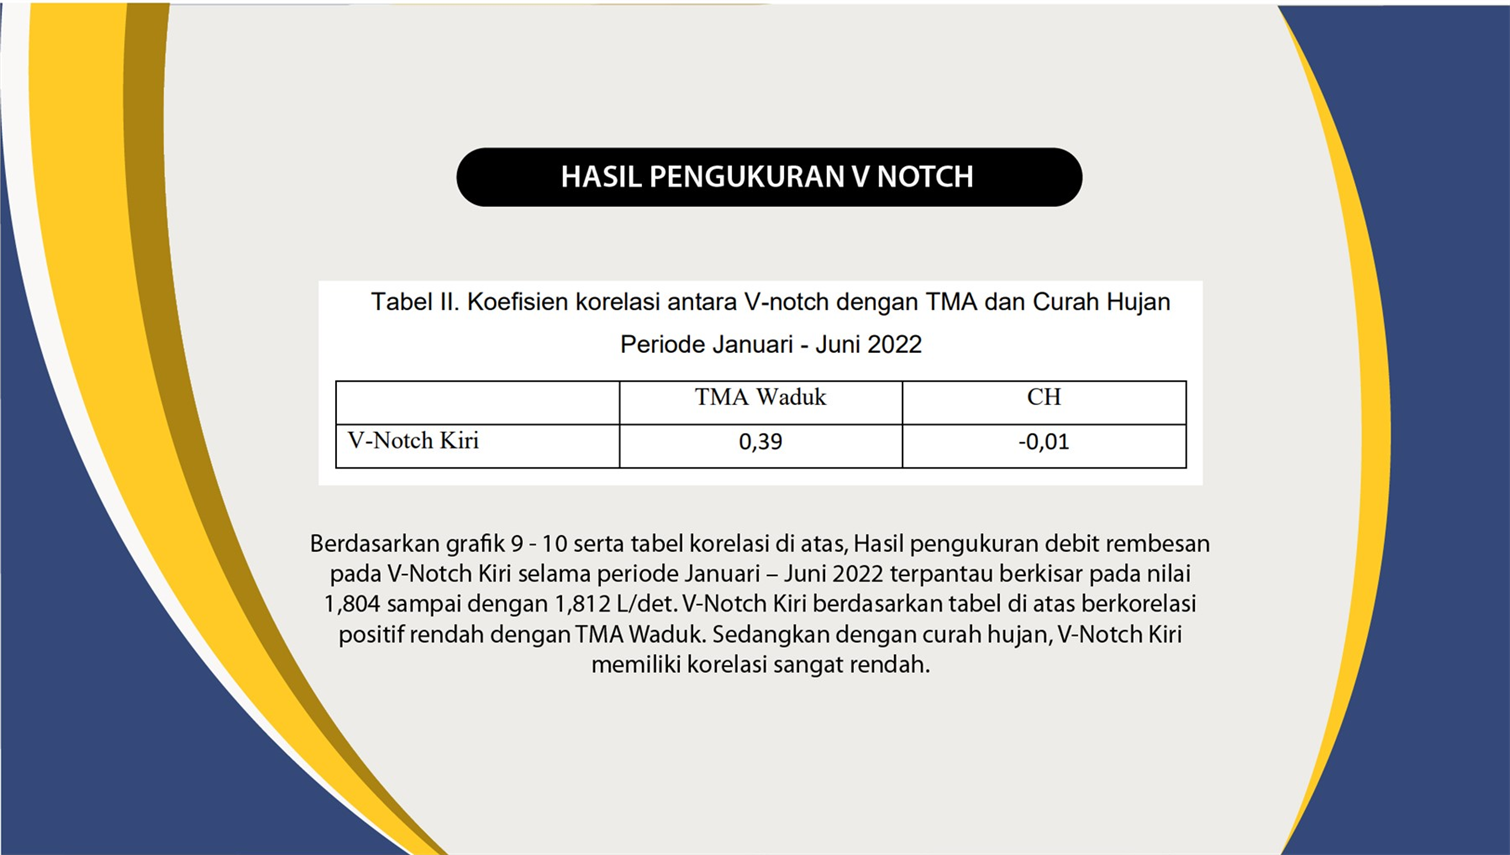 HASIL PENGUKURAN V NOTCH
Tabel II. Koefisien korelasi antara V-notch dengan TMA dan Curah Hujan
Periode Januari - Juni 2022
TMA Waduk CH
V-Notch Kiri 0,39 -0,01
Berdasarkan grafik 9 - 10 serta tabel korelasi di atas, Hasil pengukuran debit rembesan
pada V-Notch Kiri selama periode Januari – Juni 2022 terpantau berkisar pada nilai
1,804 sampai dengan 1,812 L/det. V-Notch Kiri berdasarkan tabel di atas berkorelasi
positif rendah dengan TMA Waduk. Sedangkan dengan curah hujan, V-Notch Kiri
memiliki korelasi sangat rendah.